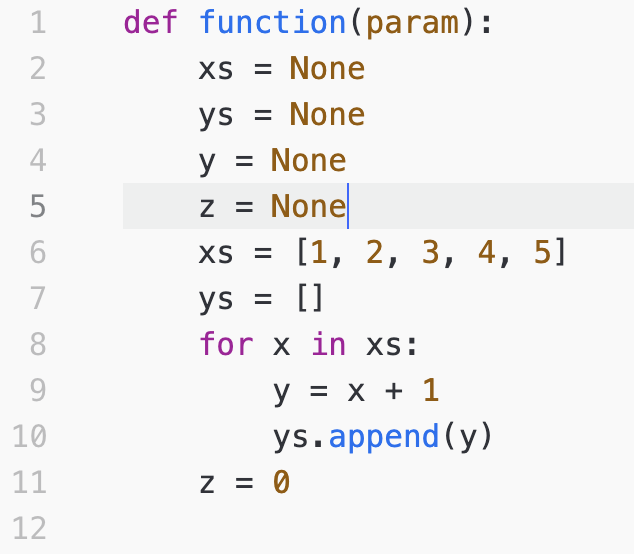 1 def function(param):
2     xs = None
3     ys = None
4     y = None
5     z = None
6     xs = [1, 2, 3, 4, 5]
7     ys = []
8     for x in xs:
9         y = x + 1
10         ys.append(y)
11     z = 0
12